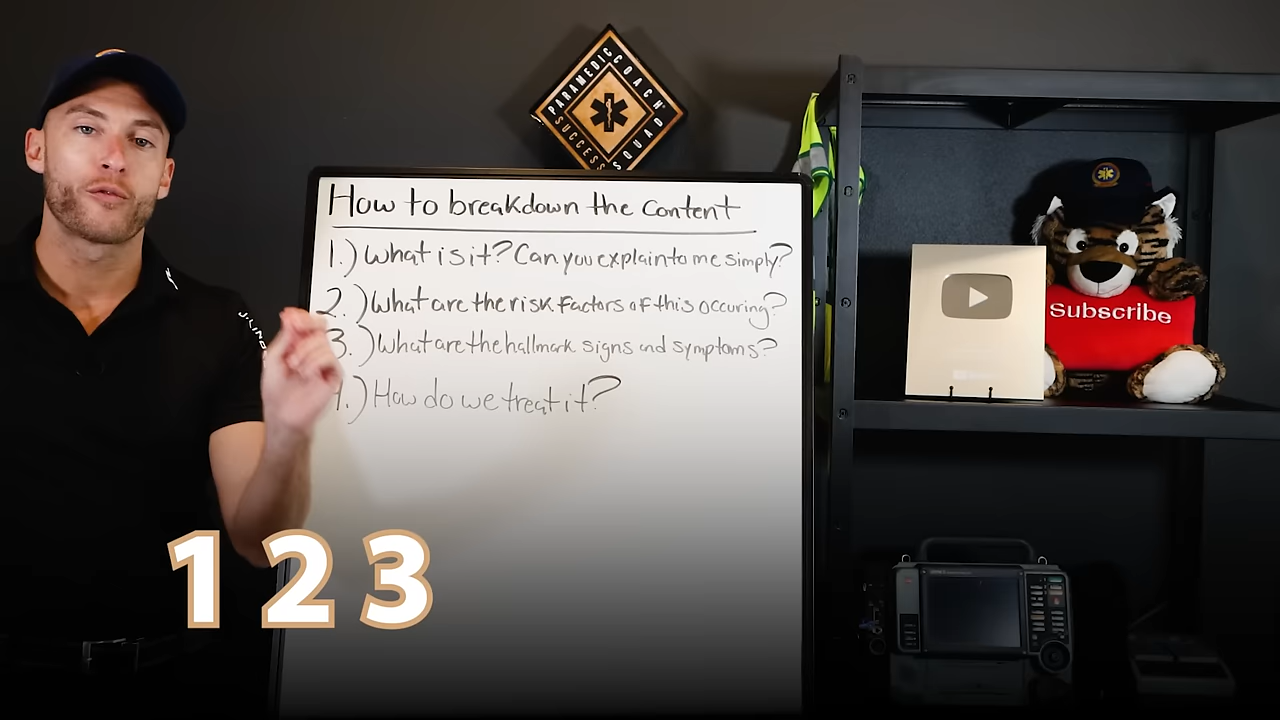 PARAMEDIC COACH
SUCCESS SQUAD
How to breakdown the content
1.) What is it? Can you explain to me simply?
2.) What are the risk factors of this occuring?
3.) What are the hallmark signs and symptoms?
4.) How do we treat it?
Subscribe
J.LIND
1 2 3